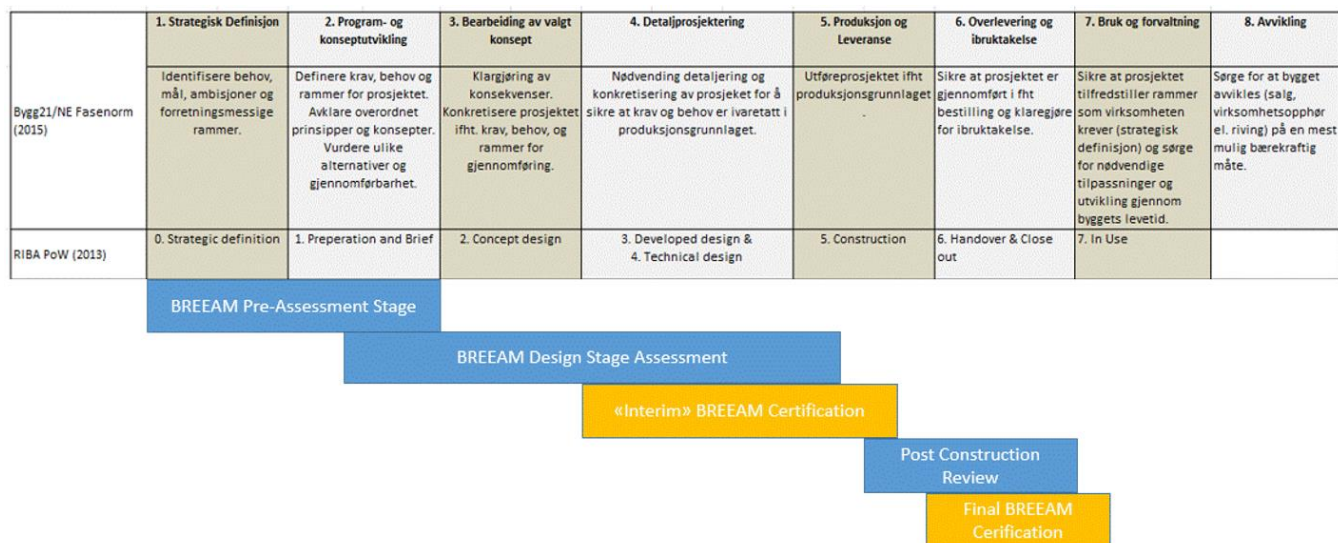 1. Strategisk Definisjon
2. Program- og
konseptutvikling
3. Bearbeiding av valgt
konsept
4. Detaljprosjektering
5. Produksjon og
Leveranse
6. Overlevering og
ibruktakelse
7. Bruk og forvaltning
8. Avvikling
Bygg21/NE Fasenorm
(2015)
Identifisere behov,
mål, ambisjoner og
forretningsmessige
rammer.
Definere krav, behov og
rammer for prosjektet.
Avklare overordnet
prinsipper og konsepter.
Vurdere ulike
alternativer og
gjennomførbarhet.
Klargjøring av
konsekvenser.
Konkretisere prosjektet
ifht. krav, behov, og
rammer for
gjennomføring.
Nødvending detaljering og
konkretisering av prosjeket for å
sikre at krav og behov er ivaretatt i
produksjonsgrunnlaget.
Utføreprosjektet ifht
produksjonsgrunnlaget
.
Sikre at prosjektet er
gjennomført i fht
bestilling og klaregjøre
for ibruktakelse.
Sikre at prosjektet
tilfredstiller rammer
som virksomheten
krever (strategisk
definisjon) og sørge
for nødvendige
tilpassninger og
utvikling gjennom
byggets levetid.
Sørge for at bygget
avvikles (salg,
virksomhetsopphør
el. riving) på en mest
mulig bærekraftig
måte.
RIBA PoW (2013)
0. Strategic definition
1. Preperation and Brief
2. Concept design
3. Developed design &
4. Technical design
5. Construction
6. Handover & Close
out
7. In Use
BREEAM Pre-Assessment Stage
BREEAM Design Stage Assessment
«Interim» BREEAM Certification
Post Construction
Review
Final BREEAM
Cerification